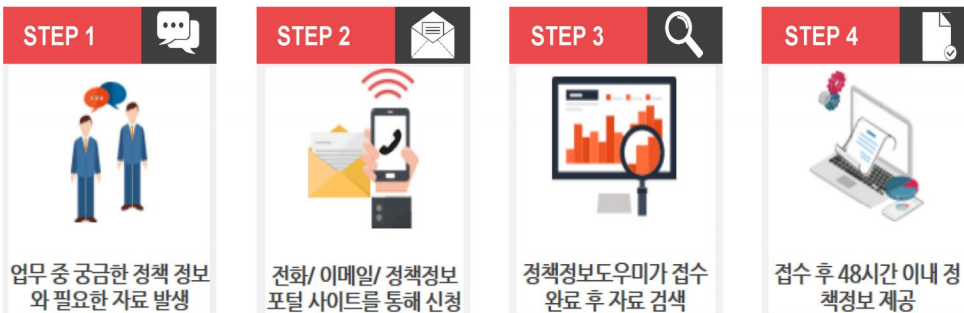 STEP 1
업무 중 궁금한 정책 정보
와 필요한 자료 발생
STEP 2
전화/ 이메일/ 정책정보
포털 사이트를 통해 신청
STEP 3
정책정보도우미가 접수
완료 후 자료 검색
STEP 4
접수 후 48시간 이내 정
책정보 제공